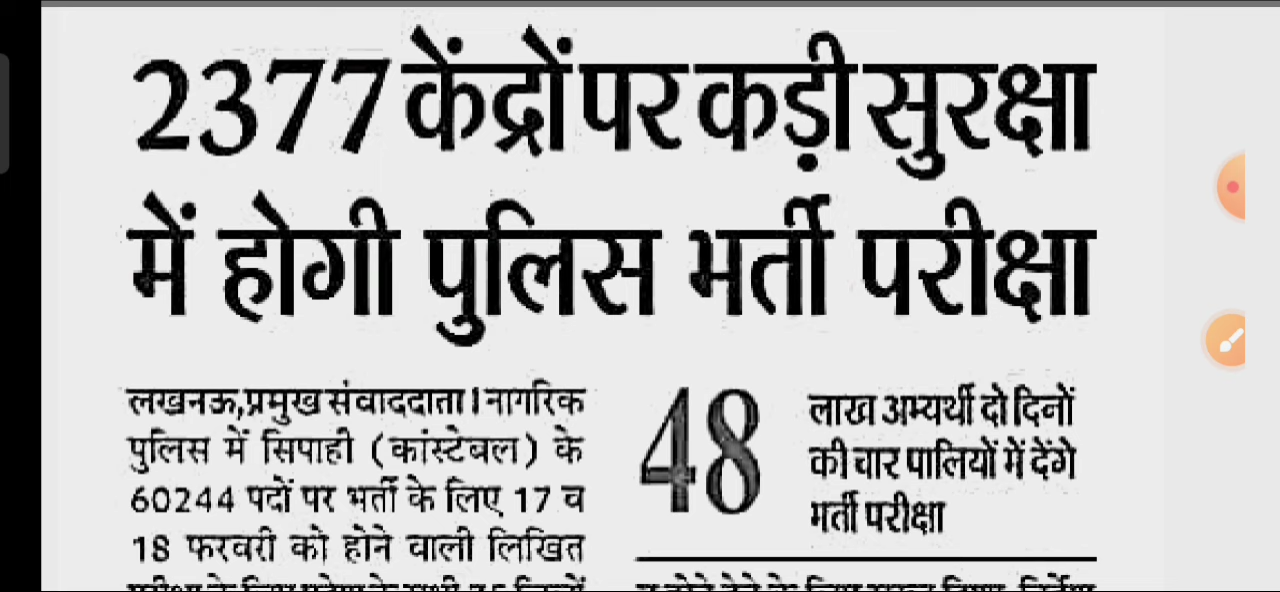 2377 केंद्रों पर कड़ी सुरक्षा
में होगी पुलिस भर्ती परीक्षा
लखनऊ,प्रमुख संवाददाता। नागरिक
पुलिस में सिपाही (कांस्टेबल) के
60244 पदों पर भर्ती के लिए 17 व
18 फरवरी को होने वाली लिखित
48
लाख अभ्यर्थी दो दिनों
की चार पालियों में देंगे
भर्ती परीक्षा